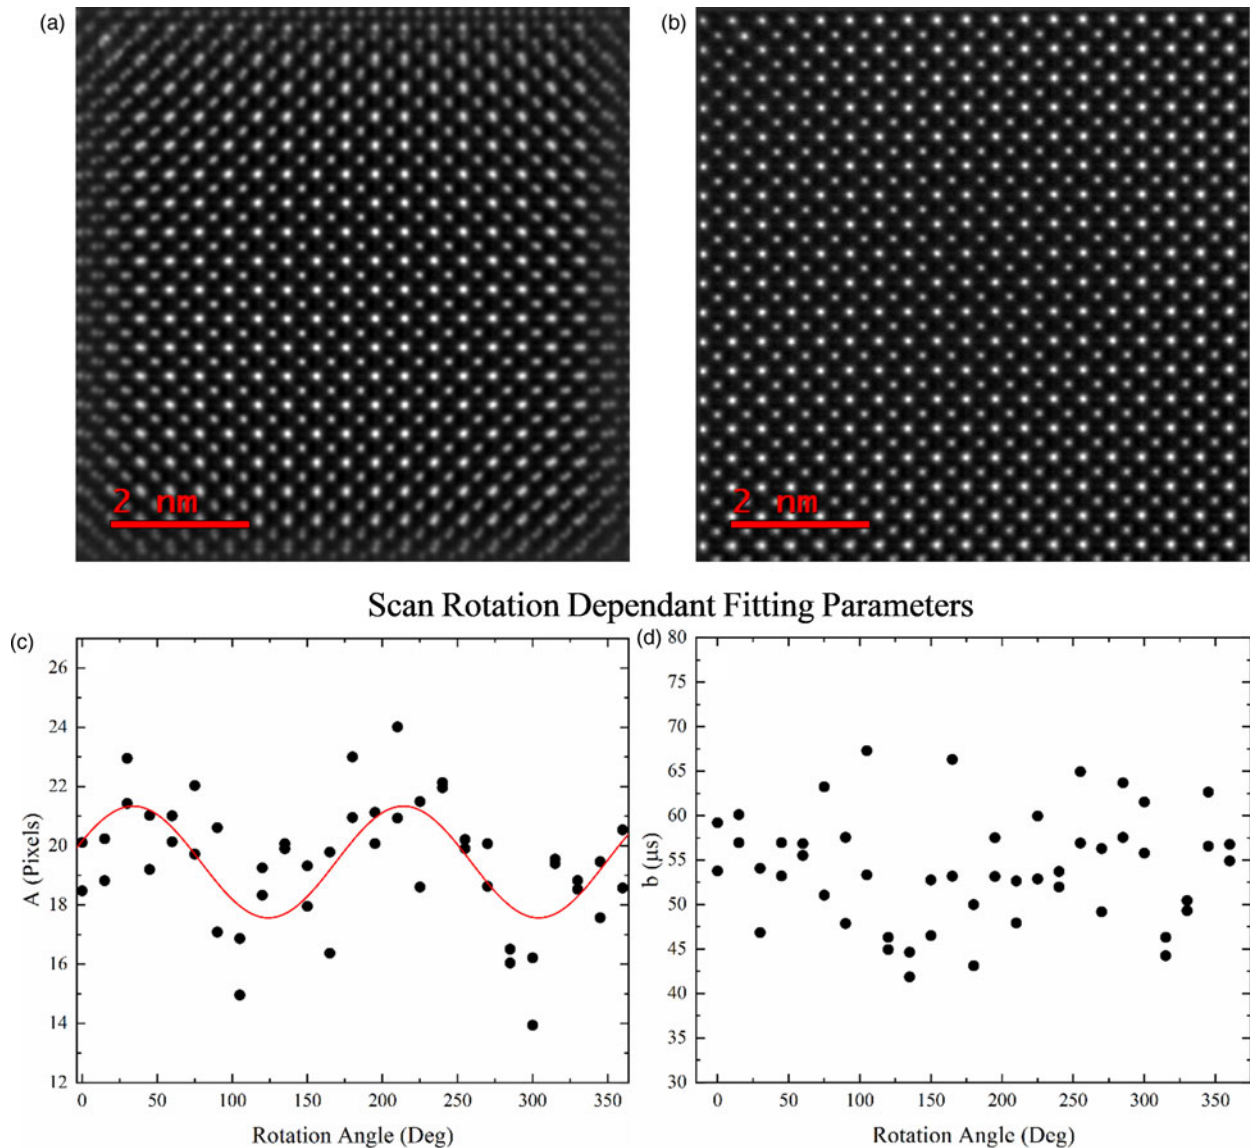 (a)
(b)
2 nm
2 nm
Scan Rotation Dependant Fitting Parameters
(c)
(d)
26
24
22
20
18
16
14
12
A (Pixels)
0 50 100 150 200 250 300 350
Rotation Angle (Deg)
80
75
70
65
60
55
50
45
40
35
30
b (μs)
0 50 100 150 200 250 300 350
Rotation Angle (Deg)